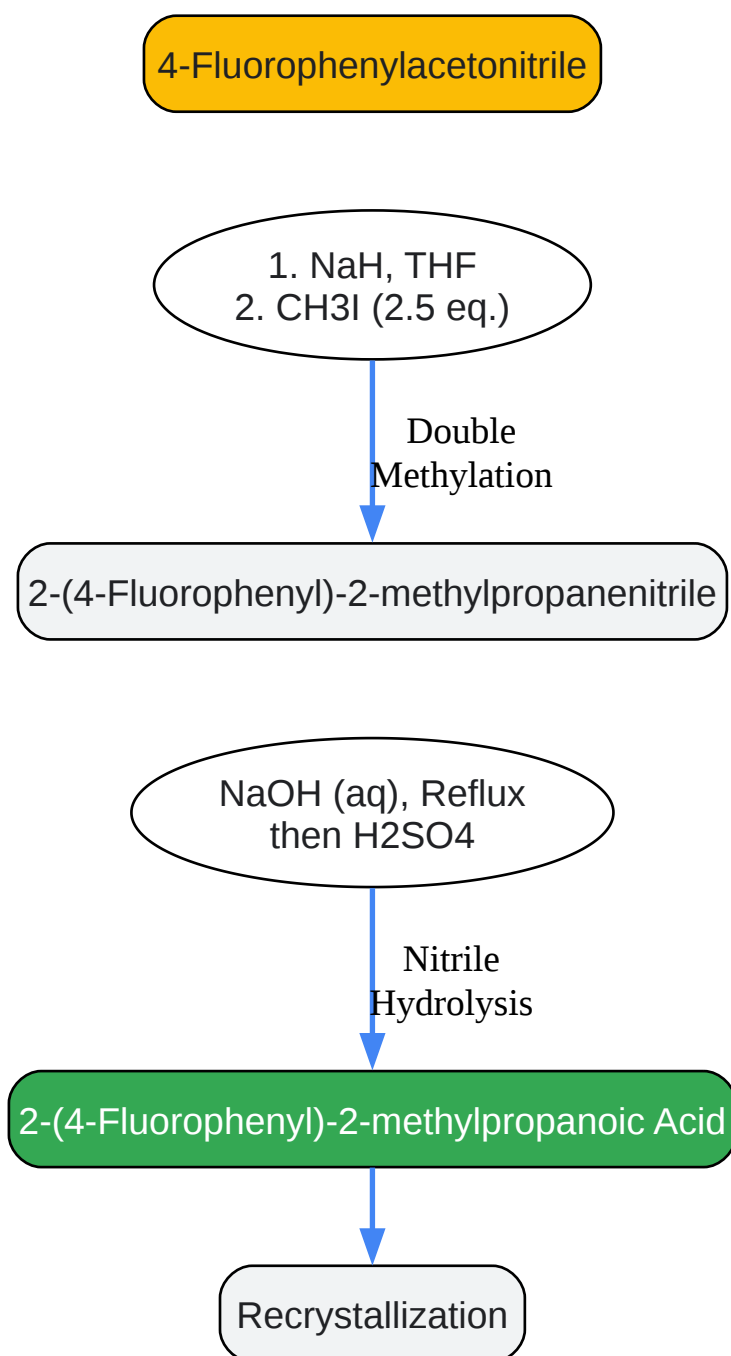 4-Fluorophenylacetonitrile
1. NaH, THF
2. CH3I (2.5 eq.)
Double
Methylation
2-(4-Fluorophenyl)-2-methylpropanenitrile
NaOH (aq), Reflux
then H2SO4
Nitrile
Hydrolysis
2-(4-Fluorophenyl)-2-methylpropanoic Acid
Recrystallization